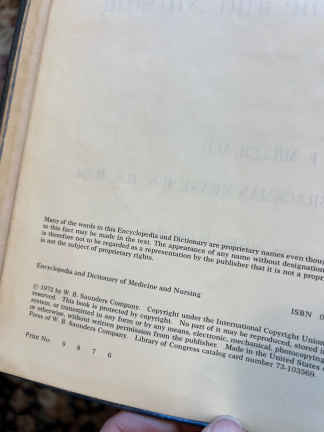 Many of the words in this Encyclopedia and Dictionary are proprietary names even thoug
to this fact may be made in the text. The appearance of any name without designation
is therefore not to be regarded as a representation by the publisher that it is not a propr
is not the subject of proprietary rights.
Encyclopedia and Dictionary of Medicine and Nursing
ISBN 0
© 1972 by W. B. Saunders Company. Copyright under the International Copyright Union
reserved. This book is protected by copyright. No part of it may be reproduced, stored i
system, or transmitted in any form or by any means, electronic, mechanical, photocopying
or otherwise, without written permission from the publisher. Made in the United States
Press of W. B. Saunders Company. Library of Congress catalog card number 73-103569.
Print No. 9 8 7 6